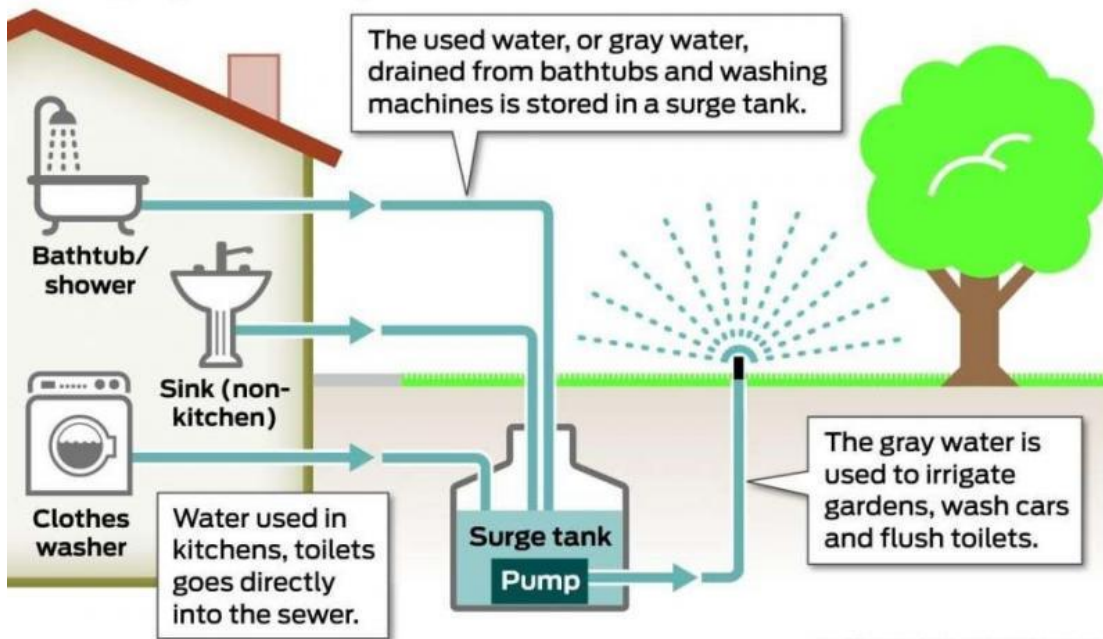 The used water, or gray water,
drained from bathtubs and washing
machines is stored in a surge tank.
Bathtub/
shower
Sink (non-
kitchen)
Clothes
washer
Water used in
kitchens, toilets
goes directly
into the sewer.
Surge tank
Pump
The gray water is
used to irrigate
gardens, wash cars
and flush toilets.